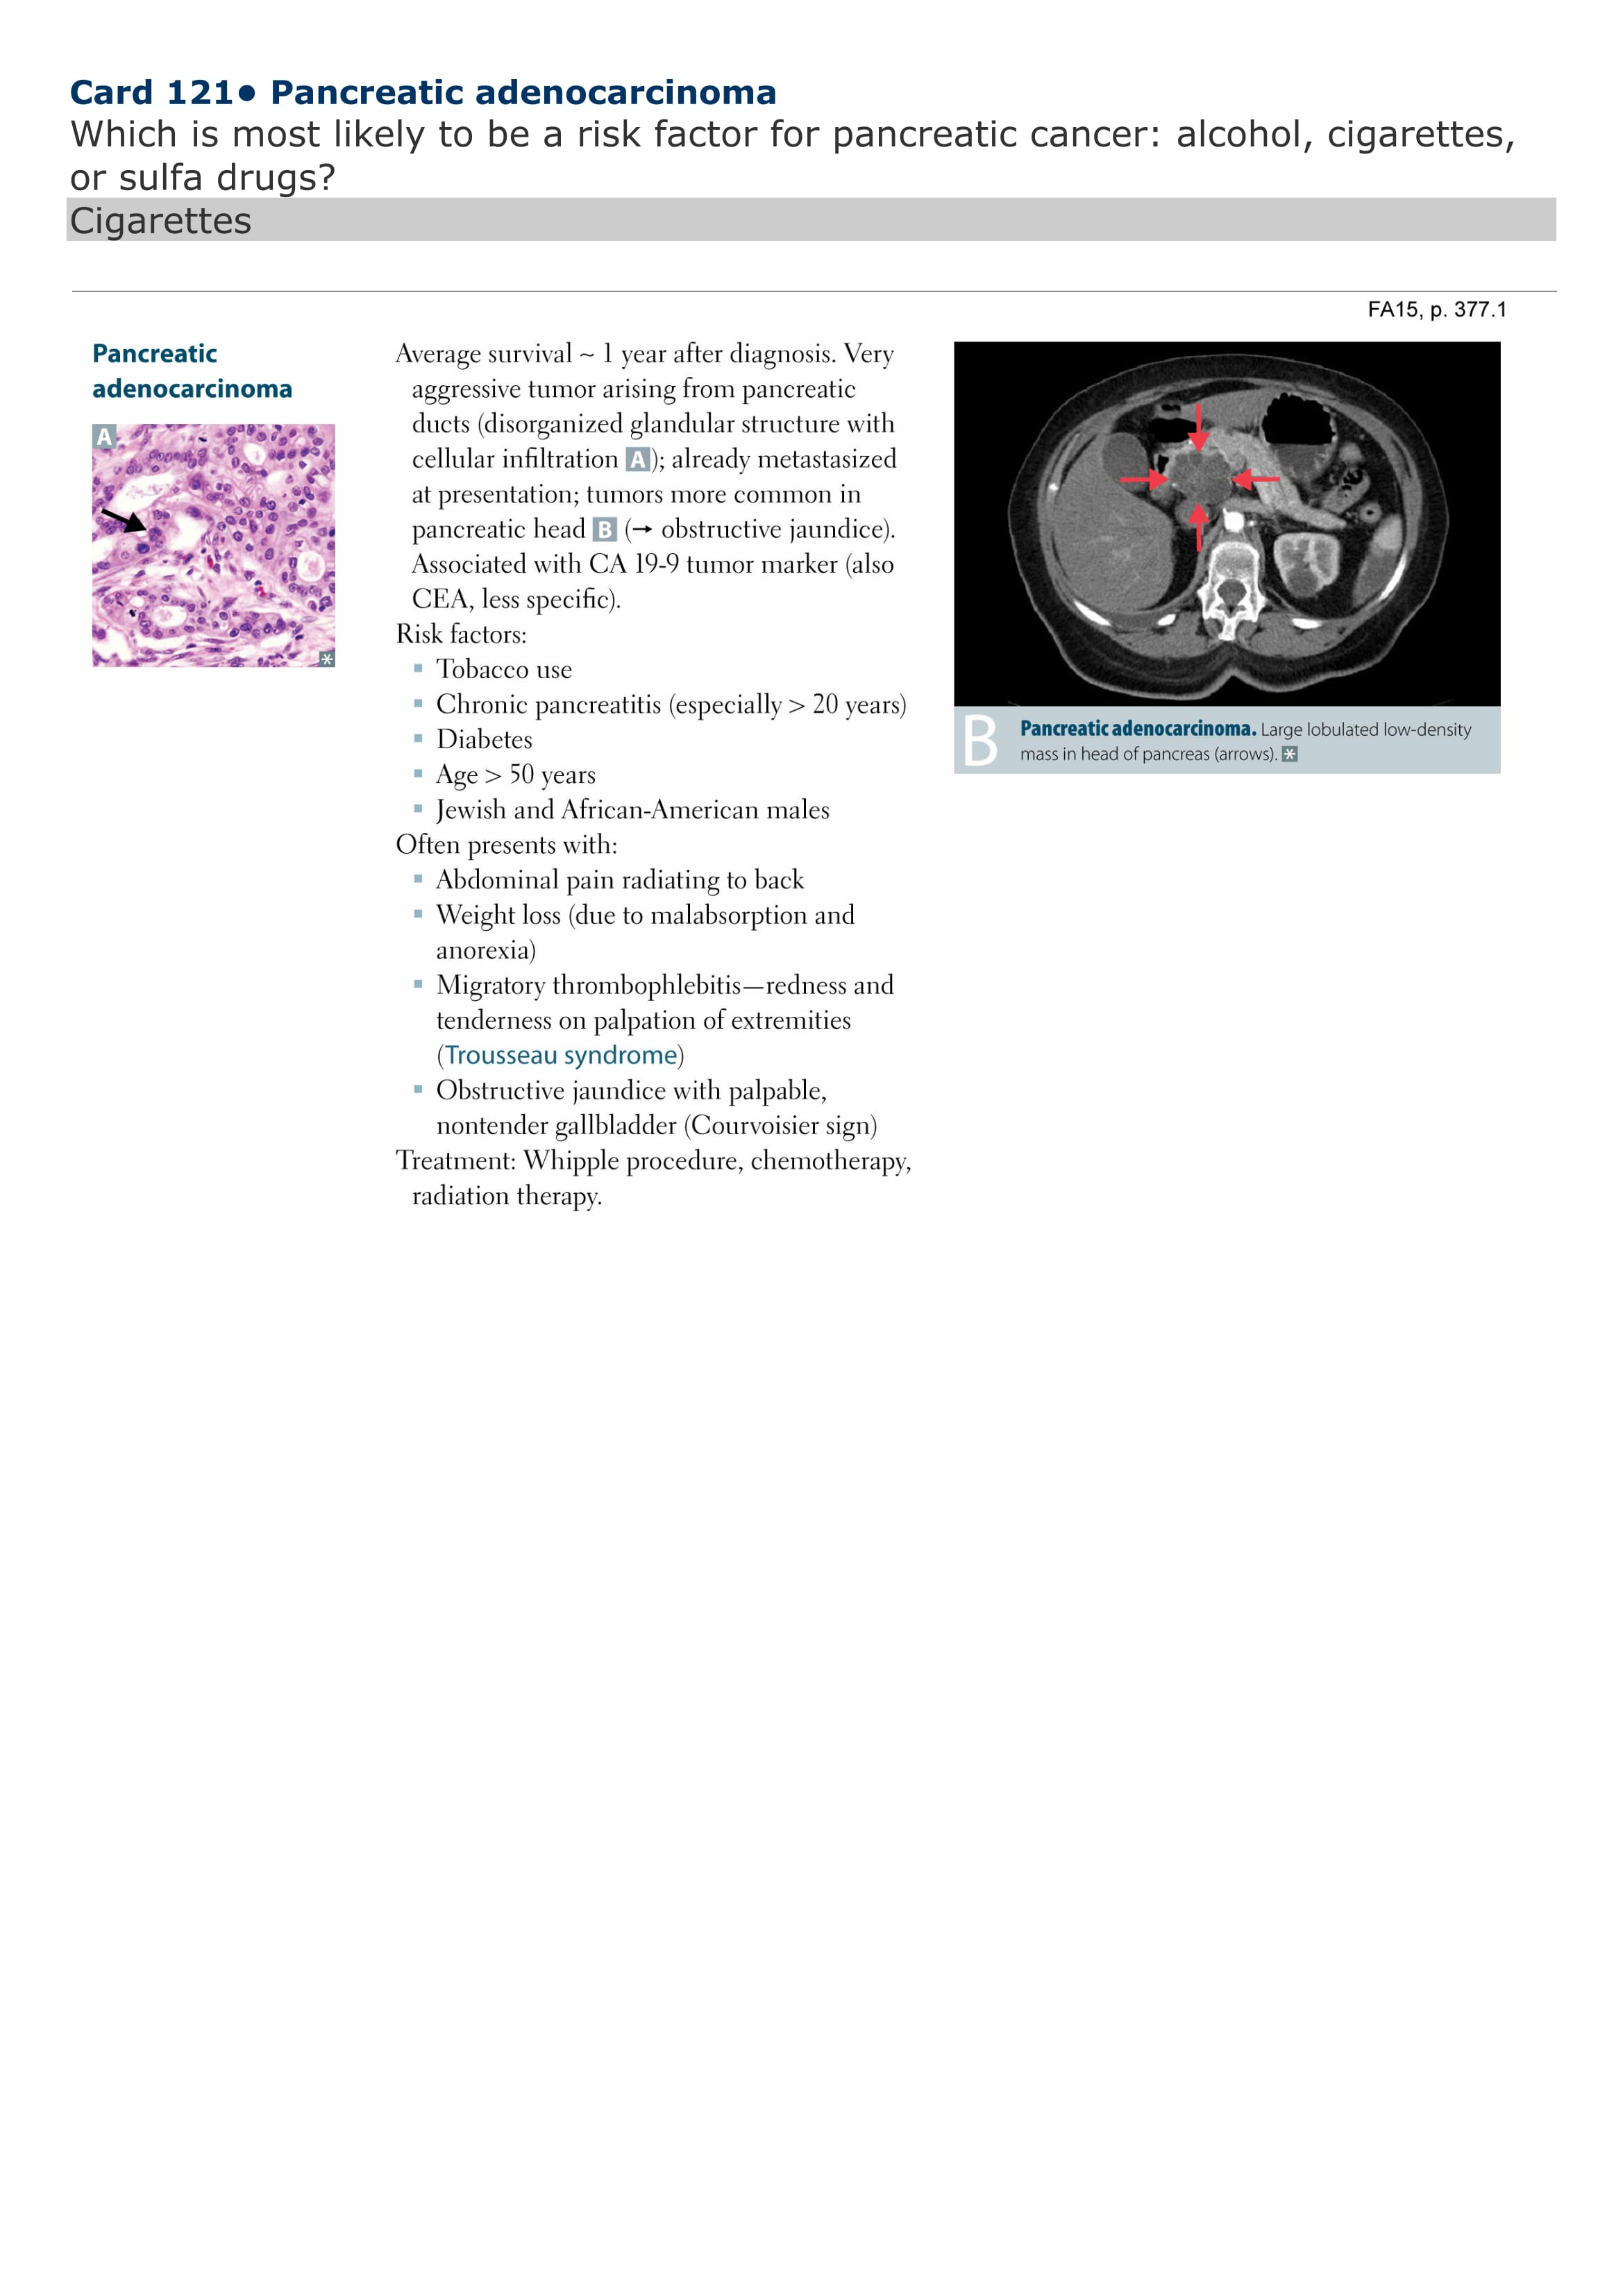 Card 121• Pancreatic adenocarcinoma
Which is most likely to be a risk factor for pancreatic cancer: alcohol, cigarettes,
or sulfa drugs?
Cigarettes
FA15, p. 377.1
Pancreatic
adenocarcinoma
A
*
Average survival ~ 1 year after diagnosis. Very
aggressive tumor arising from pancreatic
ducts (disorganized glandular structure with
cellular infiltration A); already metastasized
at presentation; tumors more common in
pancreatic head B (→ obstructive jaundice).
Associated with CA 19-9 tumor marker (also
CEA, less specific).
Risk factors:
▪ Tobacco use
▪ Chronic pancreatitis (especially > 20 years)
▪ Diabetes
▪ Age > 50 years
▪ Jewish and African-American males
Often presents with:
▪ Abdominal pain radiating to back
▪ Weight loss (due to malabsorption and
anorexia)
▪ Migratory thrombophlebitis—redness and
tenderness on palpation of extremities
(Trousseau syndrome)
▪ Obstructive jaundice with palpable,
nontender gallbladder (Courvoisier sign)
Treatment: Whipple procedure, chemotherapy,
radiation therapy.
B
Pancreatic adenocarcinoma. Large lobulated low-density
mass in head of pancreas (arrows). *